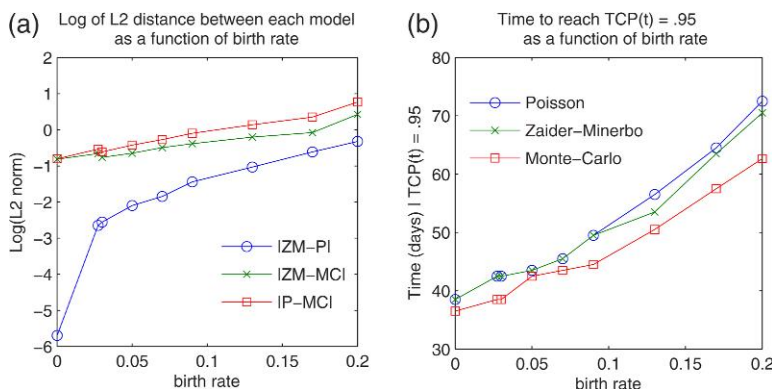 (a)
Log of L2 distance between each model
as a function of birth rate
2
1
0
−1
−2
−3
−4
−5
−6
Log(L2 norm)
|ZM−P|
|ZM−MC|
|P−MC|
0
0.05
0.1
0.15
0.2
birth rate
(b)
Time to reach TCP(t) = .95
as a function of birth rate
80
70
60
50
40
30
Time (days) | TCP(t) = .95
Poisson
Zaider−Minerbo
Monte−Carlo
0
0.05
0.1
0.15
0.2
birth rate